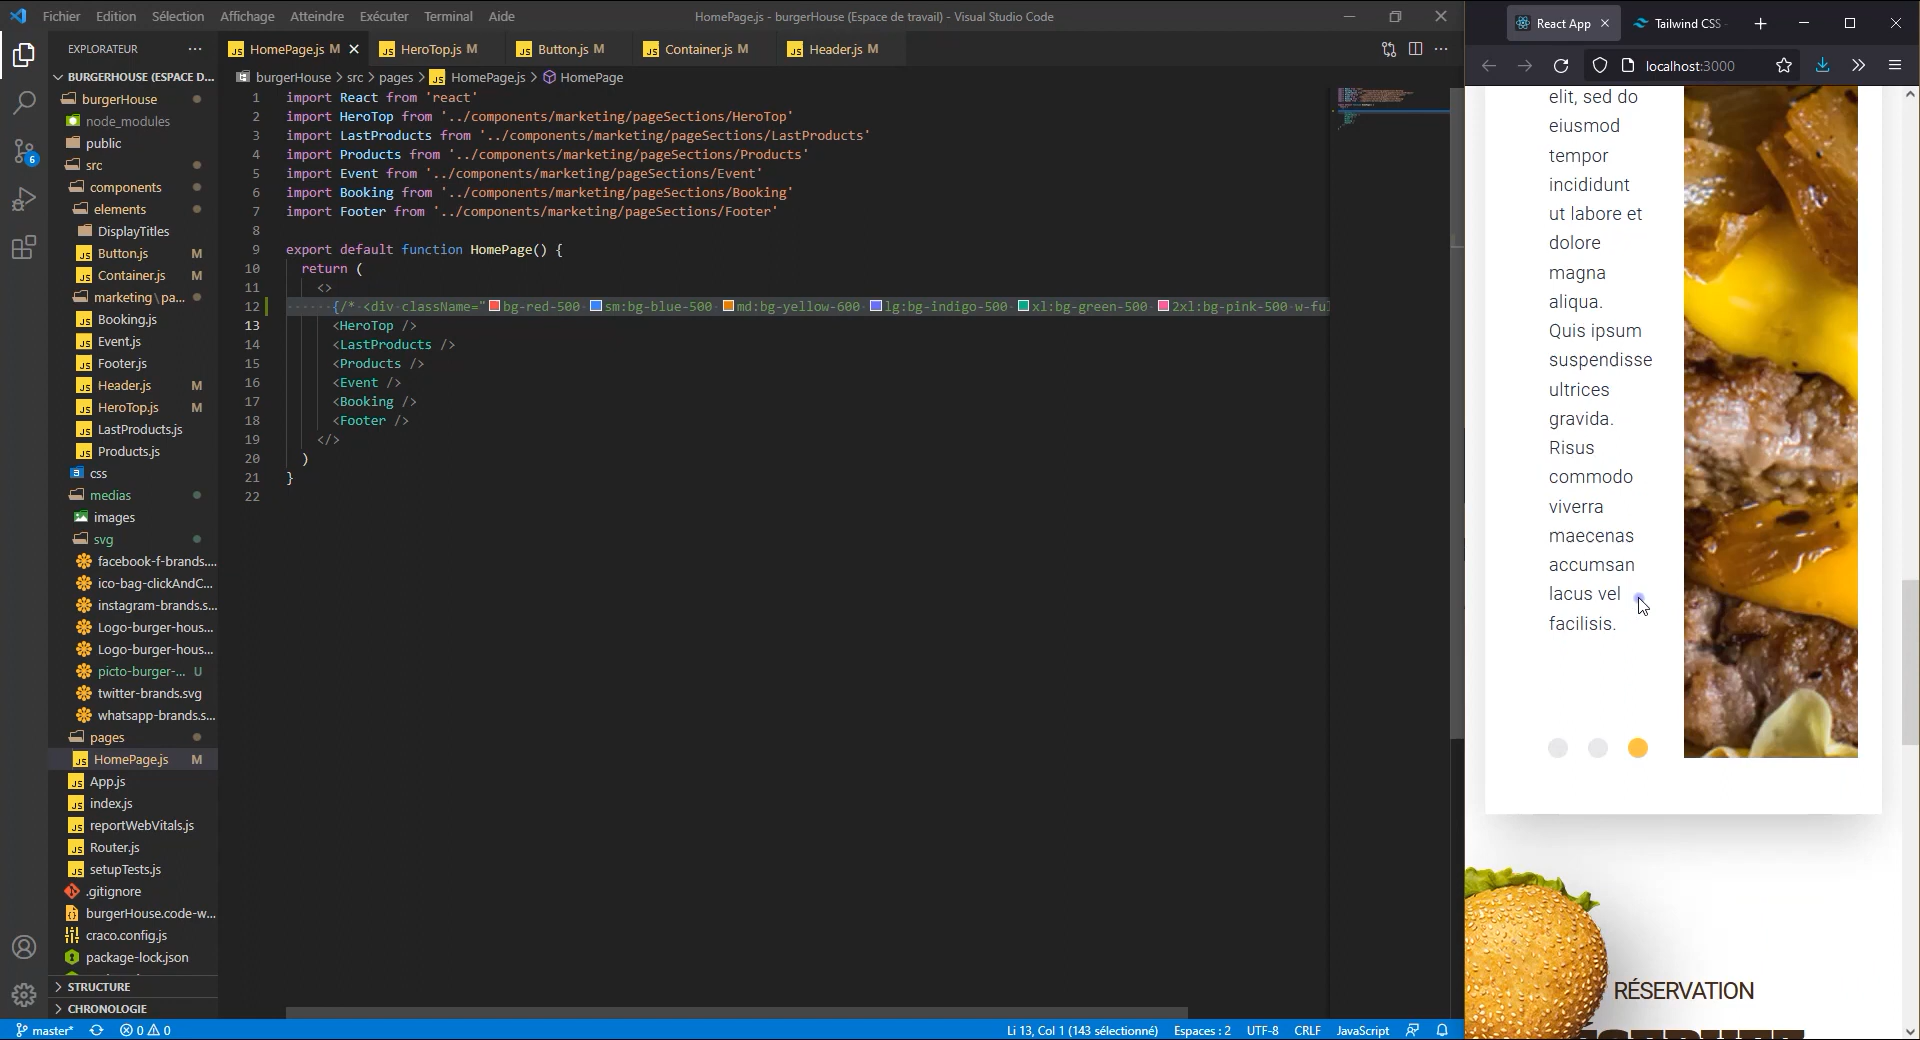 Fichier Edition Sélection Affichage Atteindre Exécuter Terminal Aide
HomePage.js - burgerHouse (Espace de travail) - Visual Studio Code
EXPLORATEUR
BURGERHOUSE (ESPACE D...
burgerHouse
node_modules
public
src
components
elements
DisplayTitles
Button.js M
Container.js M
marketing\pa...
Booking.js
Event.js
Footer.js
Header.js M
HeroTop.js M
LastProducts.js
Products.js
css
medias
images
svg
facebook-f-brands....
ico-bag-clickAndC...
instagram-brands.s...
Logo-burger-hous...
Logo-burger-hous...
picto-burger-... U
twitter-brands.svg
whatsapp-brands.s...
pages
HomePage.js M
App.js
index.js
reportWebVitals.js
Router.js
setupTests.js
.gitignore
burgerHouse.code-w...
craco.config.js
package-lock.json
STRUCTURE
CHRONOLOGIE
6
HomePage.js M HeroTop.js M Button.js M Container.js M Header.js M
burgerHouse > src > pages > HomePage.js > HomePage
1 import React from 'react'
2 import HeroTop from '../components/marketing/pageSections/HeroTop'
3 import LastProducts from '../components/marketing/pageSections/LastProducts'
4 import Products from '../components/marketing/pageSections/Products'
5 import Event from '../components/marketing/pageSections/Event'
6 import Booking from '../components/marketing/pageSections/Booking'
7 import Footer from '../components/marketing/pageSections/Footer'
8
9 export default function HomePage() {
10 return (
11 <>
12 {/* <div className="bg-red-500 sm:bg-blue-500 md:bg-yellow-600 lg:bg-indigo-500 xl:bg-green-500 2xl:bg-pink-500 w-ful
13 <HeroTop />
14 <LastProducts />
15 <Products />
16 <Event />
17 <Booking />
18 <Footer />
19 </>
20 )
21 }
22
master* 0 0 Li 13, Col 1 (143 sélectionné) Espaces : 2 UTF-8 CRLF JavaScript
React App Tailwind CSS
localhost:3000
elit, sed do
eiusmod
tempor
incididunt
ut labore et
dolore
magna
aliqua.
Quis ipsum
suspendisse
ultrices
gravida.
Risus
commodo
viverra
maecenas
accumsan
lacus vel
facilisis.
RÉSERVATION